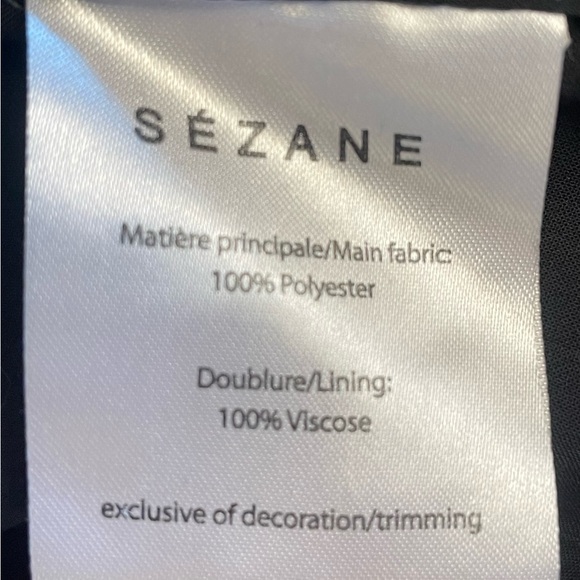 SÉZANE
Matière principale/Main fabric:
100% Polyester
Doublure/Lining:
100% Viscose
exclusive of decoration/trimming